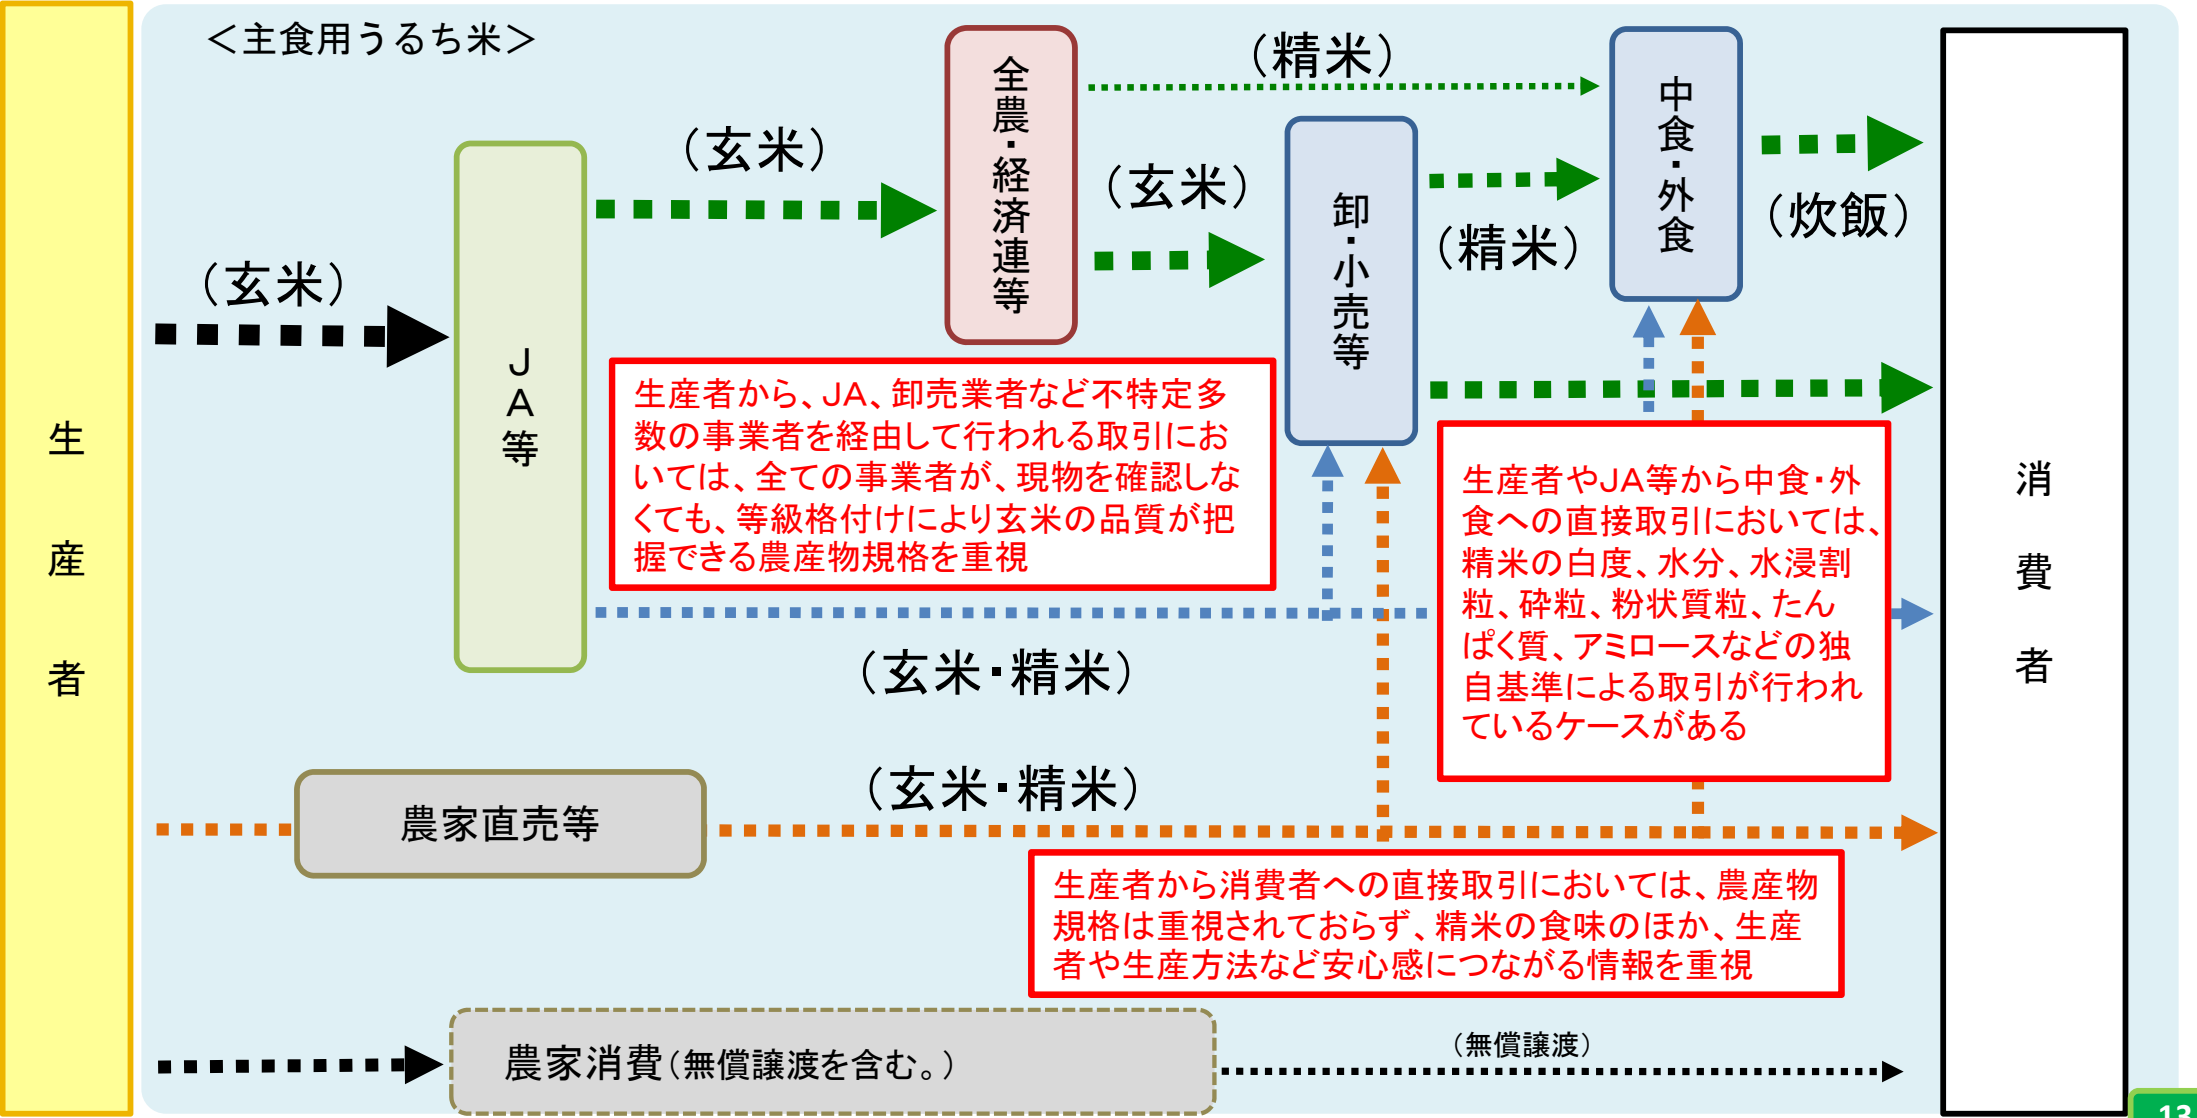 ＜主食用うるち米＞
生産者
（玄米）
ＪＡ等
（玄米）
全農・経済連等
（精米）
（玄米）
卸・小売等
（精米）
中食・外食
（炊飯）
消費者
生産者から、JA、卸売業者など不特定多
数の事業者を経由して行われる取引にお
いては、全ての事業者が、現物を確認しな
くても、等級格付けにより玄米の品質が把
握できる農産物規格を重視
生産者やJA等から中食・外
食への直接取引においては、
精米の白度、水分、水浸割
粒、砕粒、粉状質粒、たん
ぱく質、アミロースなどの独
自基準による取引が行われ
ているケースがある
（玄米・精米）
農家直売等
（玄米・精米）
生産者から消費者への直接取引においては、農産物
規格は重視されておらず、精米の食味のほか、生産
者や生産方法など安心感につながる情報を重視
農家消費（無償譲渡を含む。）
（無償譲渡）
13